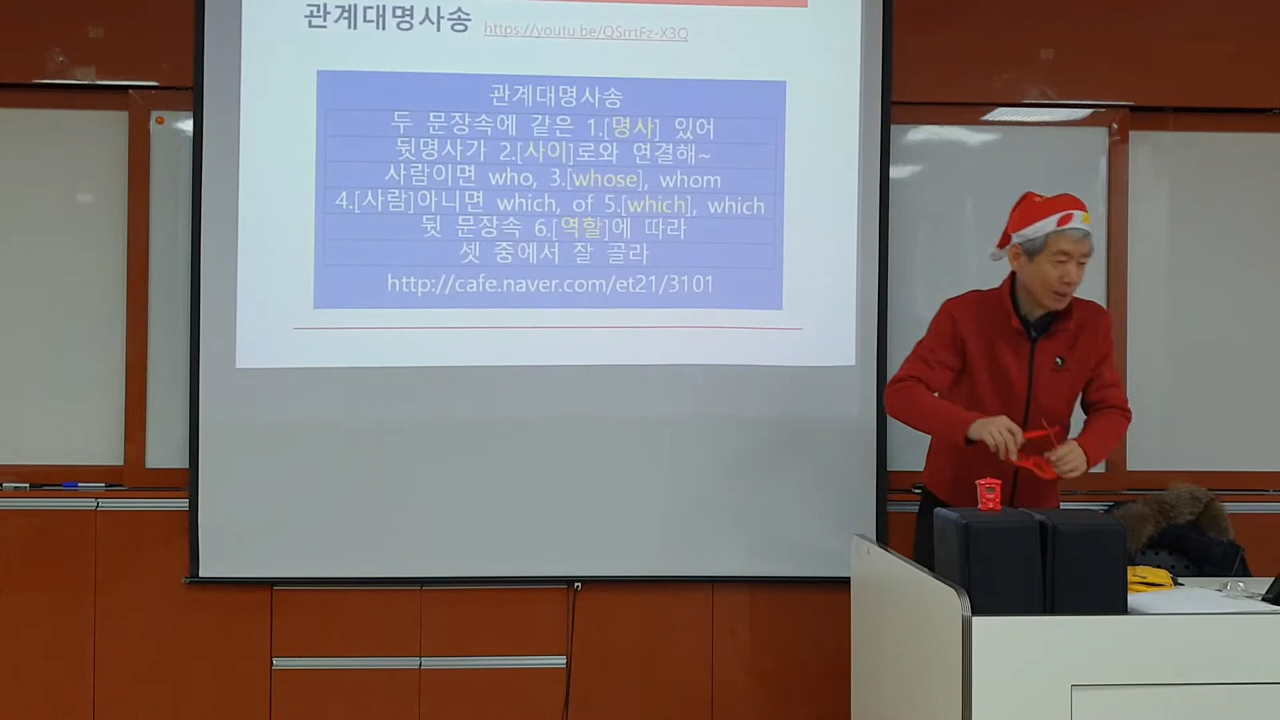 관계대명사송 https://youtu.be/QSrrtFz-X3Q
관계대명사송
두 문장속에 같은 1.[명사] 있어
뒷명사가 2.[사이]로와 연결해~
사람이면 who, 3.[whose], whom
4.[사람]아니면 which, of 5.[which], which
뒷 문장속 6.[역할]에 따라
셋 중에서 잘 골라
http://cafe.naver.com/et21/3101